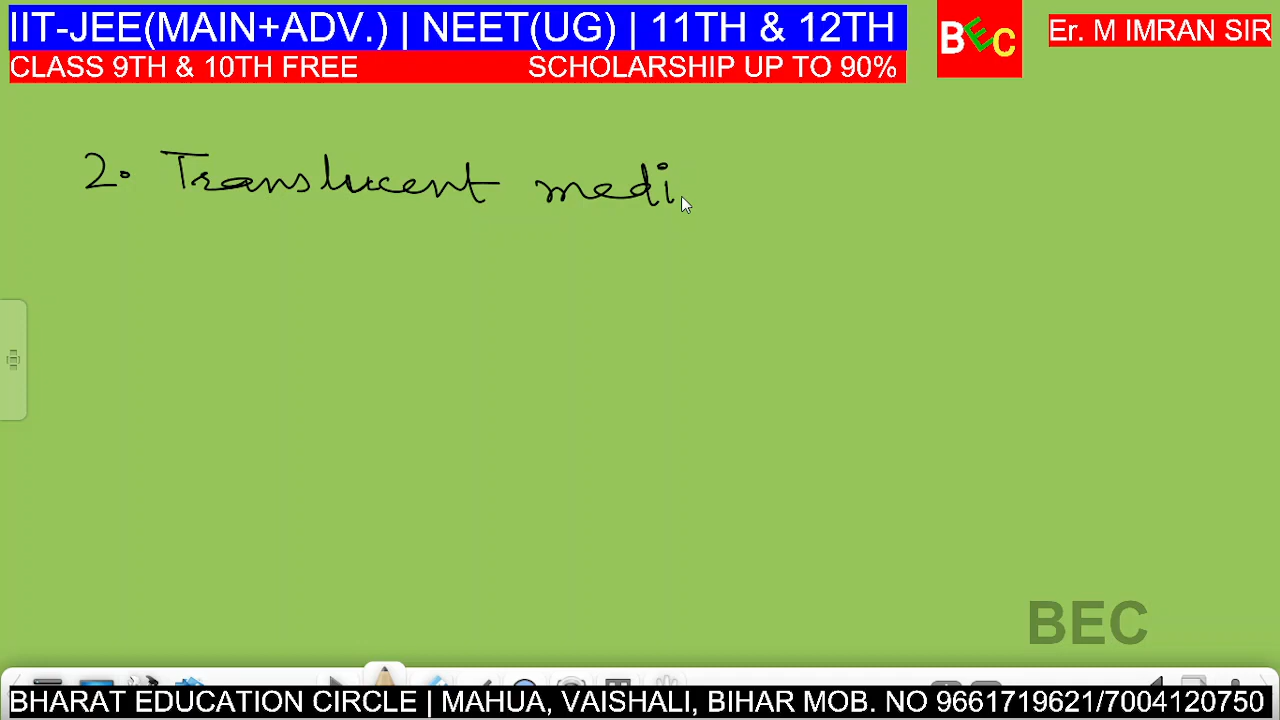 IIT-JEE(MAIN+ADV.) | NEET(UG) | 11TH & 12TH
CLASS 9TH & 10TH FREE SCHOLARSHIP UP TO 90%
BEC
Er. M IMRAN SIR
2. Translucent medi
BEC
BHARAT EDUCATION CIRCLE | MAHUA, VAISHALI, BIHAR MOB. NO 9661719621/7004120750